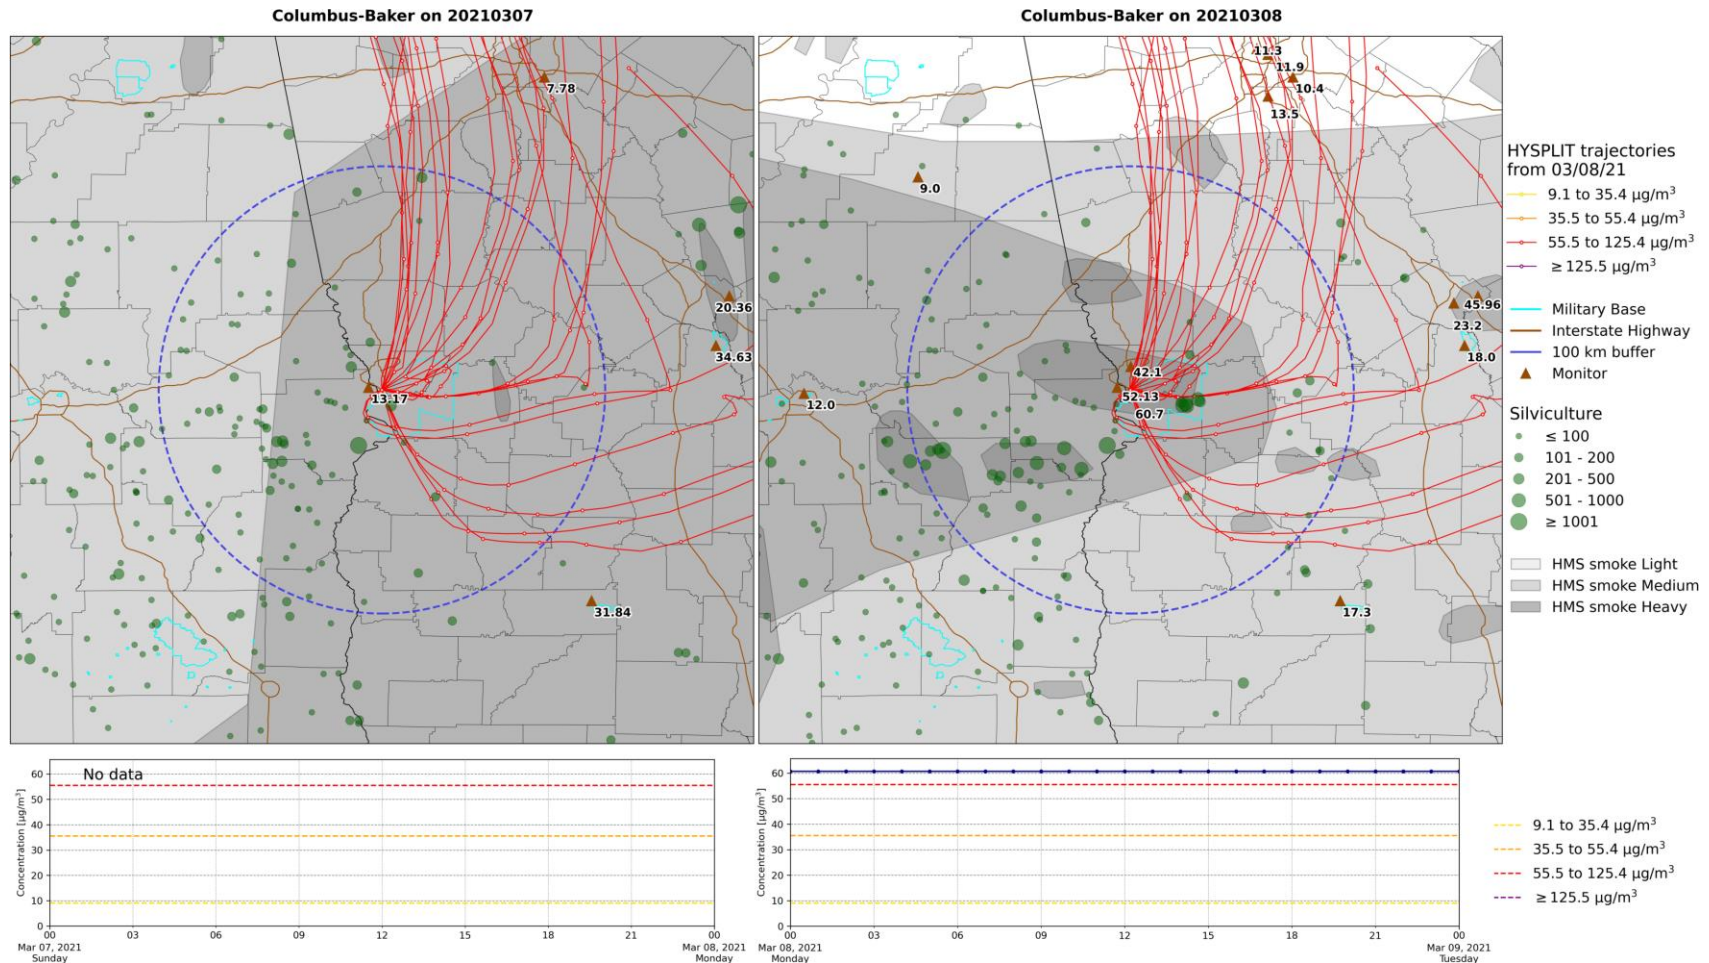 Columbus-Baker on 20210307
7.78
20.36
34.63
13.17
31.84
Columbus-Baker on 20210308
11.3
11.9
10.4
13.5
9.0
45.96
23.2
18.0
42.1
12.0
52.13
60.7
17.3
HYSPLIT trajectories
from 03/08/21
9.1 to 35.4 µg/m³
35.5 to 55.4 µg/m³
55.5 to 125.4 µg/m³
≥ 125.5 µg/m³
Military Base
Interstate Highway
100 km buffer
Monitor
Silviculture
≤ 100
101 - 200
201 - 500
501 - 1000
≥ 1001
HMS smoke Light
HMS smoke Medium
HMS smoke Heavy
Concentration [µg/m³]
60
50
40
30
20
10
0
No data
00
03
06
09
12
15
18
21
00
Mar 07, 2021
Sunday
Mar 08, 2021
Monday
Concentration [µg/m³]
60
50
40
30
20
10
0
00
03
06
09
12
15
18
21
00
Mar 08, 2021
Monday
Mar 09, 2021
Tuesday
9.1 to 35.4 µg/m³
35.5 to 55.4 µg/m³
55.5 to 125.4 µg/m³
≥ 125.5 µg/m³